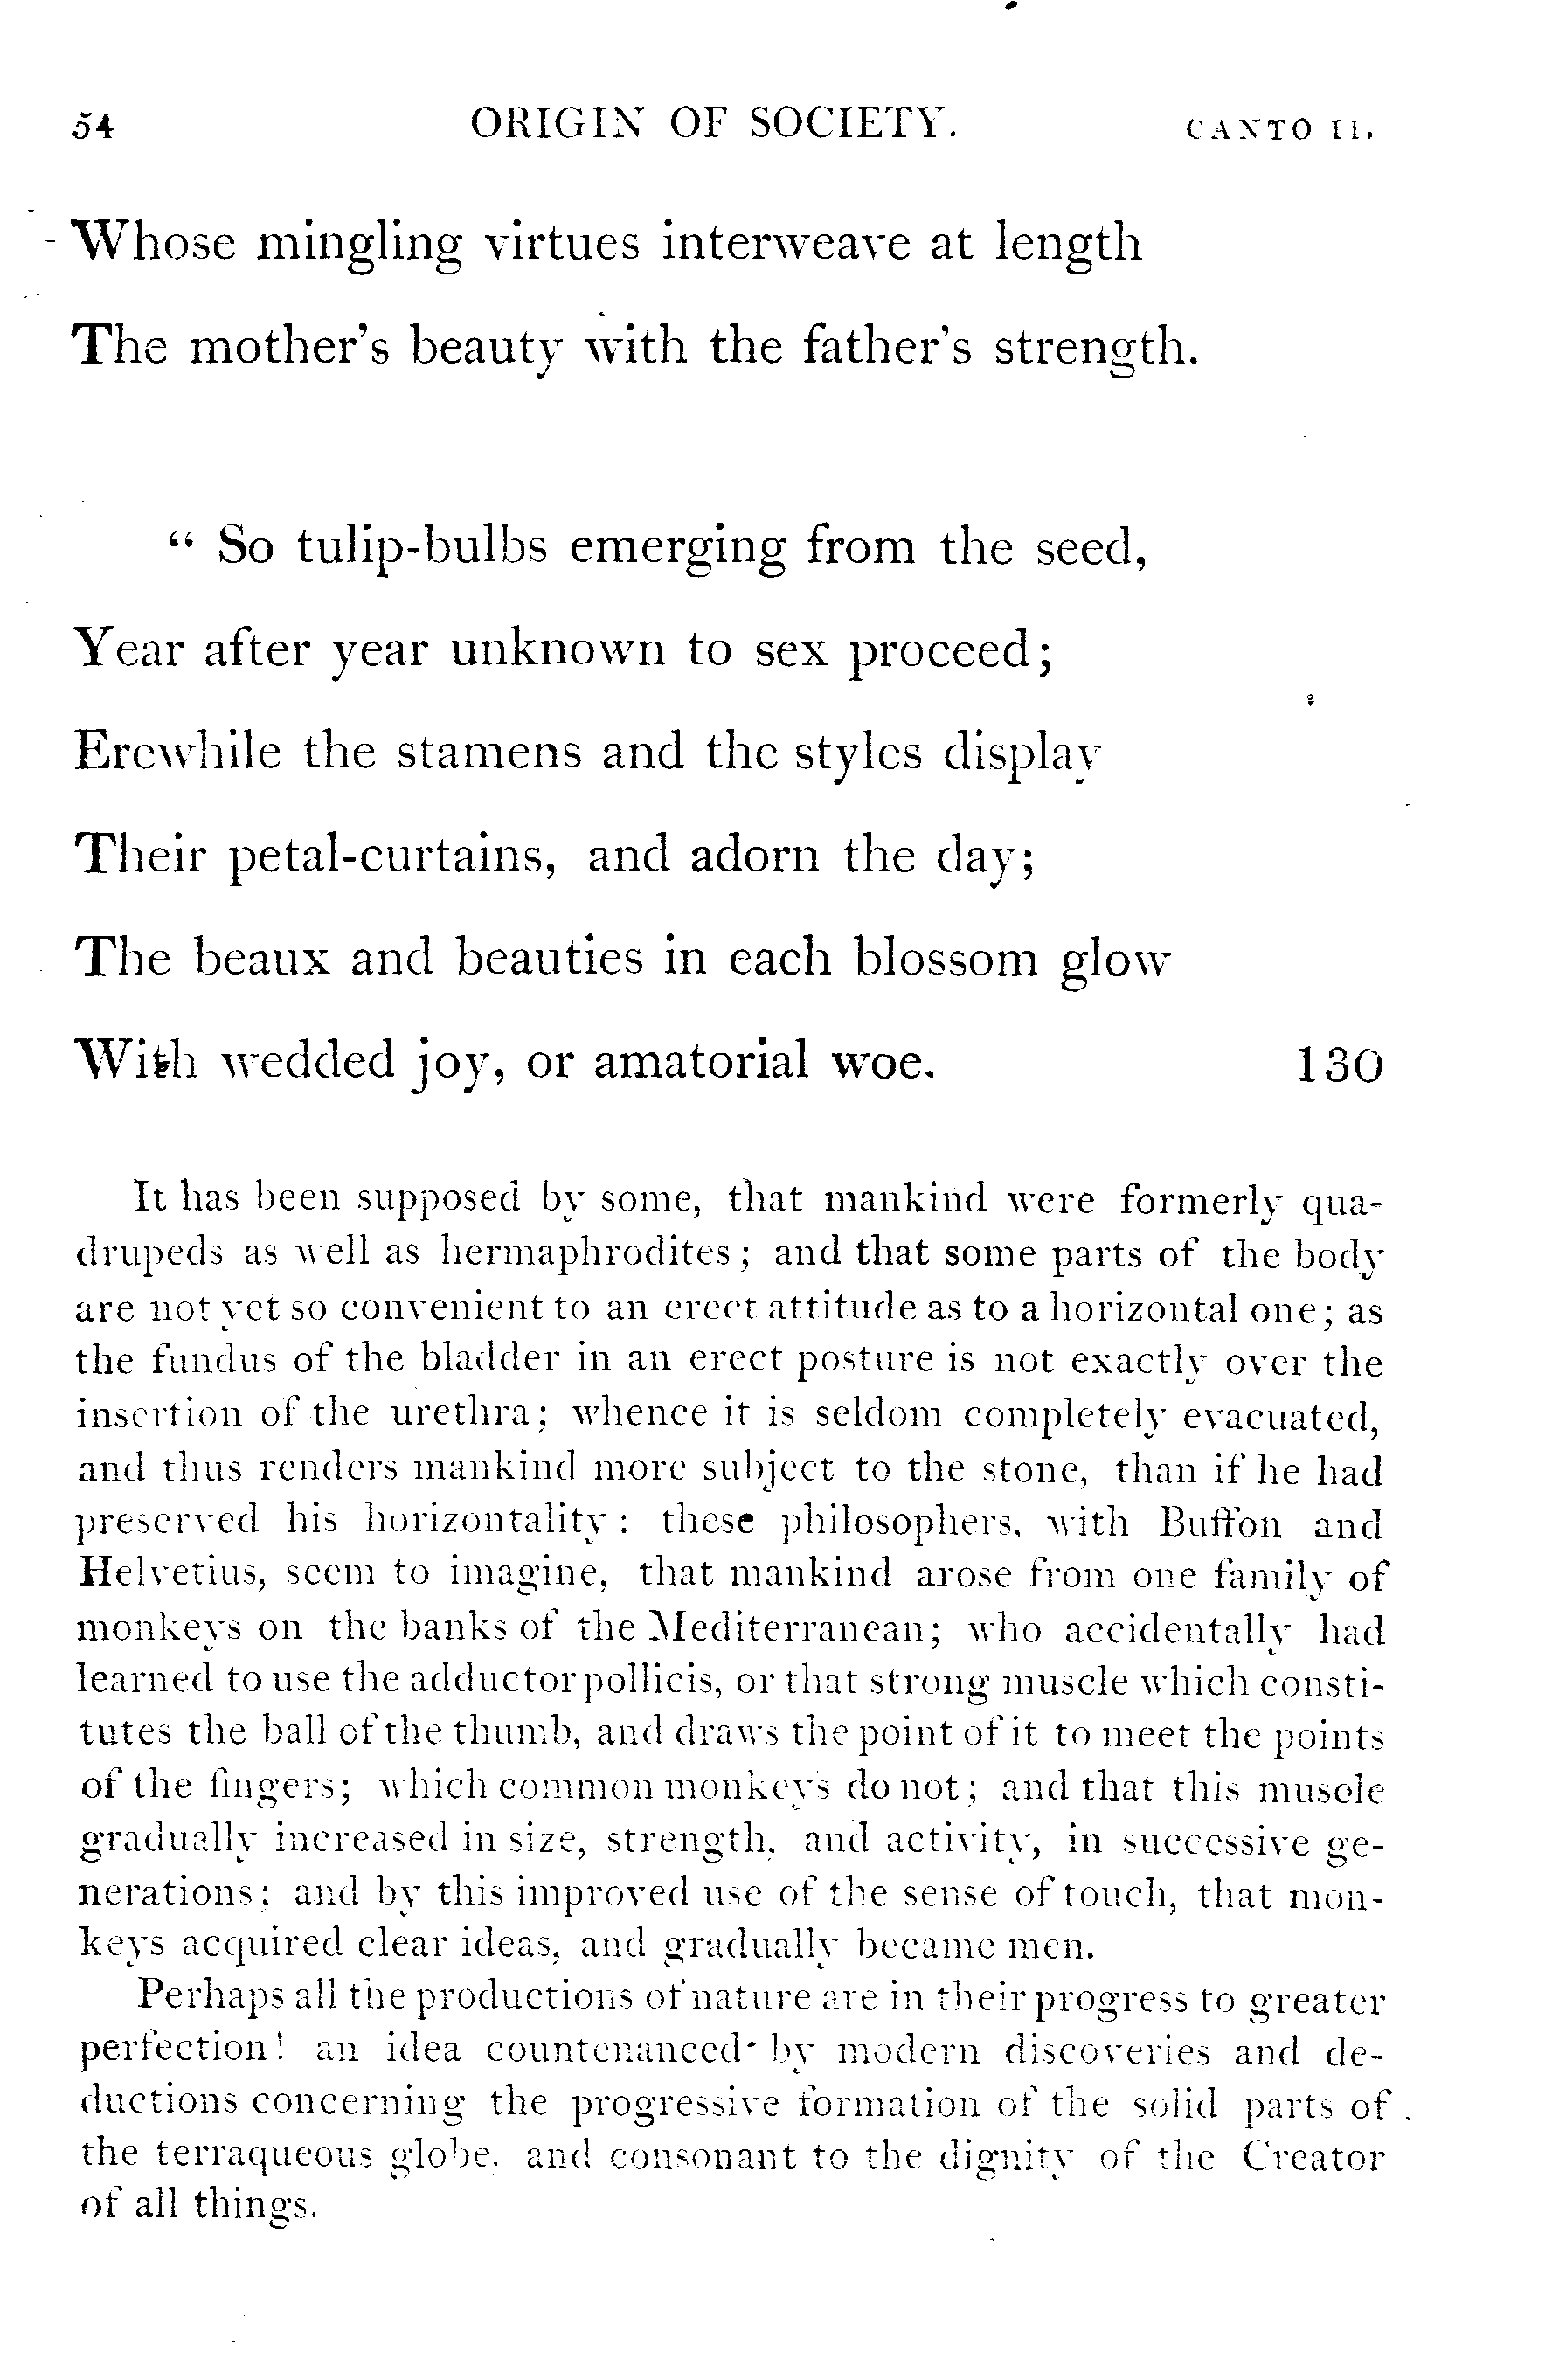 54 ORIGIN OF SOCIETY. CANTO II.
Whose mingling virtues interweave at length
The mother's beauty with the father's strength.
“ So tulip-bulbs emerging from the seed,
Year after year unknown to sex proceed;
Erewhile the stamens and the styles display
Their petal-curtains, and adorn the day;
The beaux and beauties in each blossom glow
With wedded joy, or amatorial woe. 130
It has been supposed by some, that mankind were formerly qua-
drupeds as well as hermaphrodites; and that some parts of the body
are not yet so convenient to an erect attitude as to a horizontal one; as
the fundus of the bladder in an erect posture is not exactly over the
insertion of the urethra; whence it is seldom completely evacuated,
and thus renders mankind more subject to the stone, than if he had
preserved his horizontality: these philosophers, with Buffon and
Helvetius, seem to imagine, that mankind arose from one family of
monkeys on the banks of the Mediterranean; who accidentally had
learned to use the adductor pollicis, or that strong muscle which consti-
tutes the ball of the thumb, and draws the point of it to meet the points
of the fingers; which common monkeys do not; and that this muscle
gradually increased in size, strength, and activity, in successive ge-
nerations; and by this improved use of the sense of touch, that mon-
keys acquired clear ideas, and gradually became men.
Perhaps all the productions of nature are in their progress to greater
perfection! an idea countenanced by modern discoveries and de-
ductions concerning the progressive formation of the solid parts of
the terraqueous globe, and consonant to the dignity of the Creator
of all things.